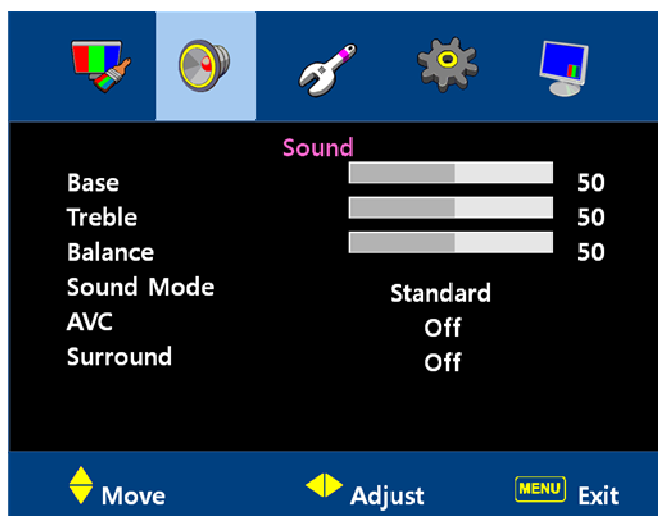 Sound
Base 50
Treble 50
Balance 50
Sound Mode Standard
AVC Off
Surround Off
Move Adjust MENU Exit